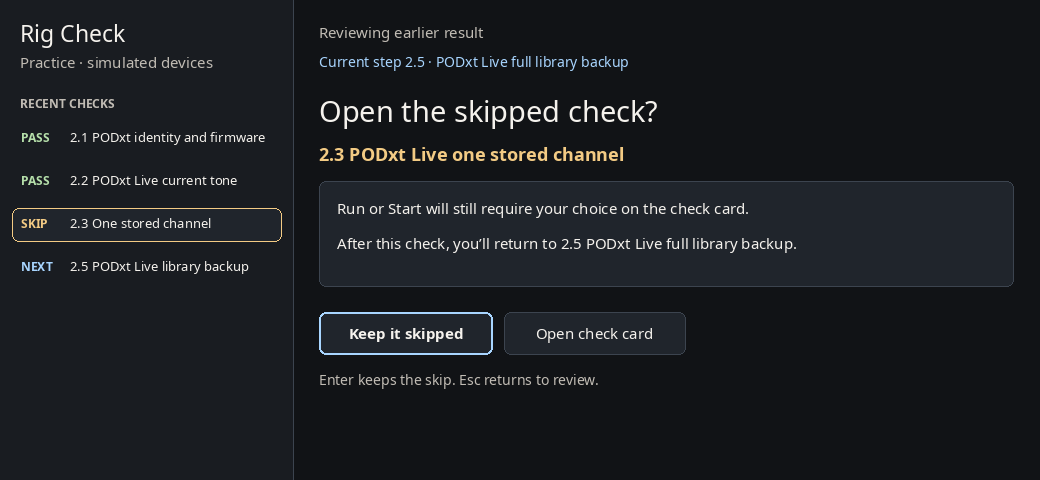 Rig Check
Practice · simulated devices
RECENT CHECKS
PASS 2.1 PODxt identity and firmware
PASS 2.2 PODxt Live current tone
SKIP 2.3 One stored channel
NEXT 2.5 PODxt Live library backup
Reviewing earlier result
Current step 2.5 · PODxt Live full library backup
Open the skipped check?
2.3 PODxt Live one stored channel
Run or Start will still require your choice on the check card.
After this check, you’ll return to 2.5 PODxt Live full library backup.
Keep it skipped
Open check card
Enter keeps the skip. Esc returns to review.